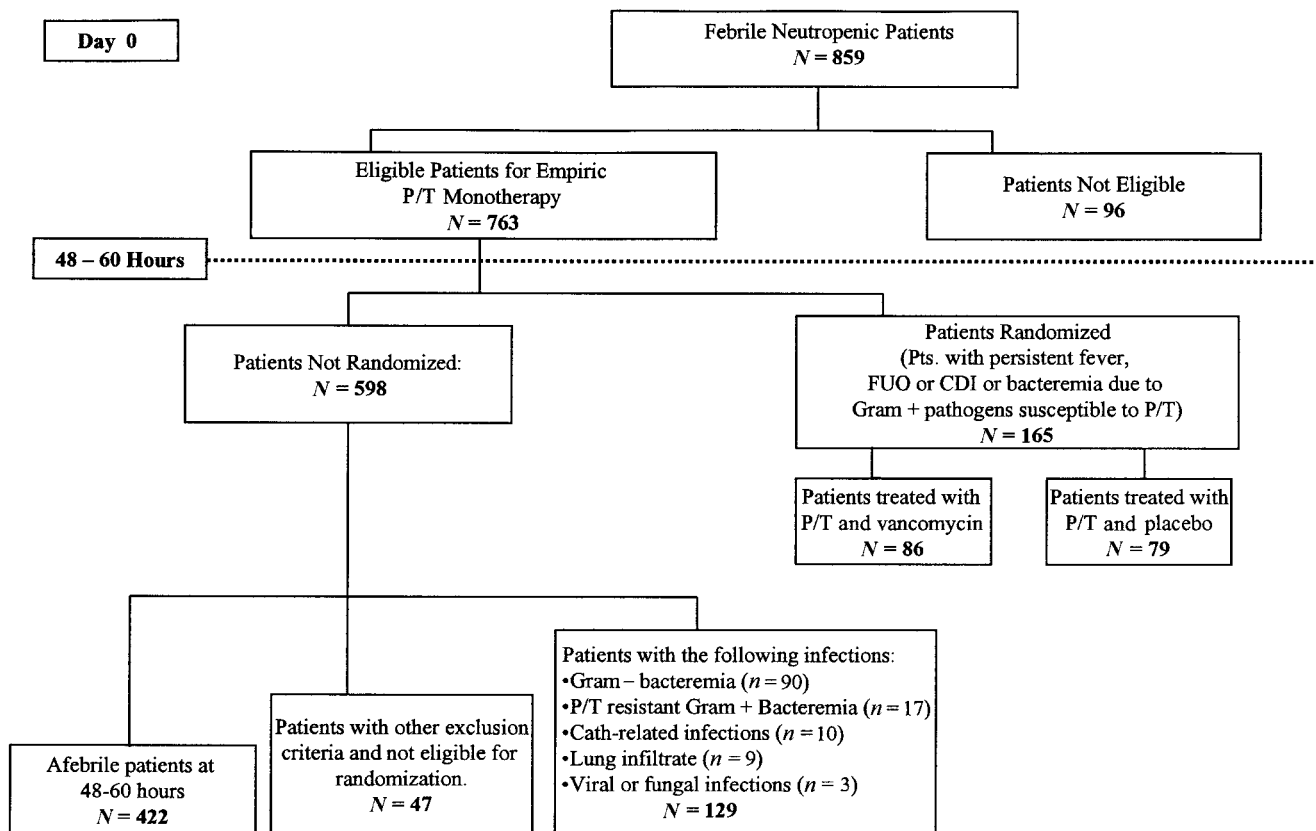 Day 0
Febrile Neutropenic Patients
N = 859
Eligible Patients for Empiric
P/T Monotherapy
N = 763
Patients Not Eligible
N = 96
48 – 60 Hours
Patients Not Randomized:
N = 598
Patients Randomized
(Pts. with persistent fever,
FUO or CDI or bacteremia due to
Gram + pathogens susceptible to P/T)
N = 165
Patients treated with
P/T and vancomycin
N = 86
Patients treated with
P/T and placebo
N = 79
Afebrile patients at
48-60 hours
N = 422
Patients with other exclusion
criteria and not eligible for
randomization.
N = 47
Patients with the following infections:
•Gram – bacteremia (n = 90)
•P/T resistant Gram + Bacteremia (n = 17)
•Cath-related infections (n = 10)
•Lung infiltrate (n = 9)
•Viral or fungal infections (n = 3)
N = 129